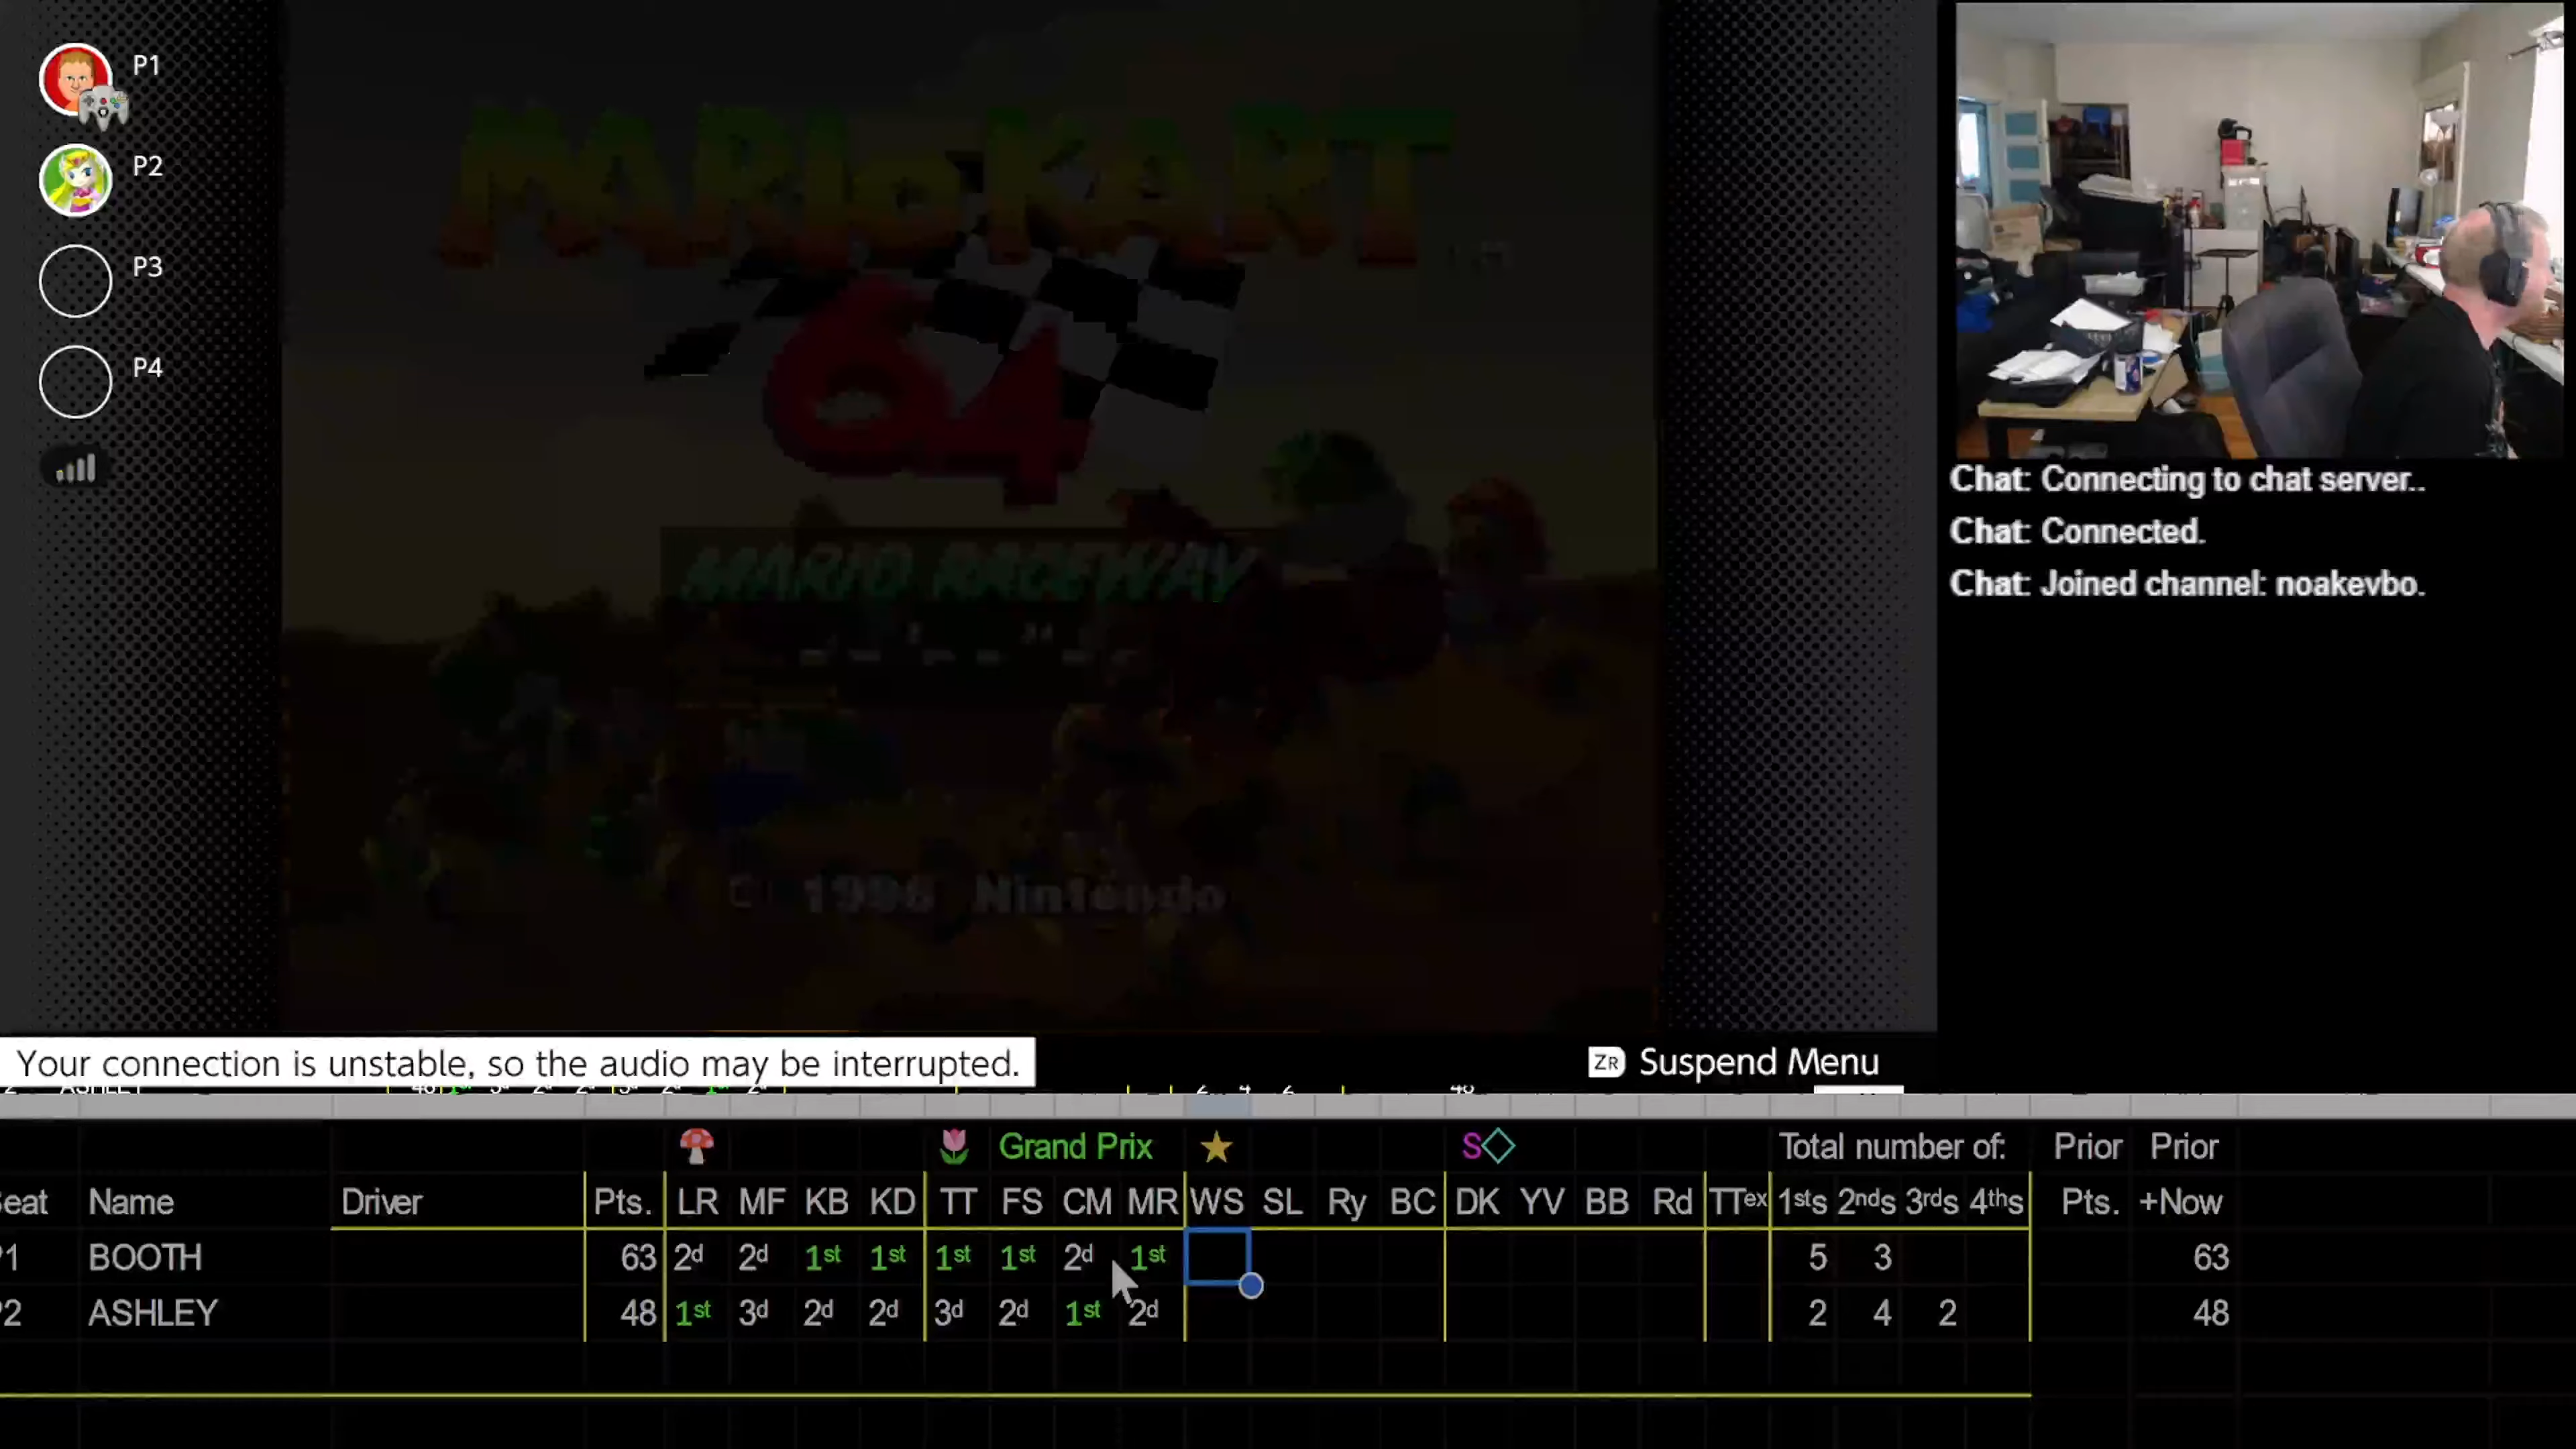 P1
P2
P3
P4
MARIO KART
64
MARIO RACEWAY
© 1996 Nintendo
Chat: Connecting to chat server..
Chat: Connected.
Chat: Joined channel: noakevbo.
Your connection is unstable, so the audio may be interrupted.
ZR Suspend Menu
Grand Prix S Total number of: Prior Prior
eat Name Driver Pts. LR MF KB KD TT FS CM MR WS SL Ry BC DK YV BB Rd TTex 1sts 2nds 3rds 4ths Pts. +Now
1 BOOTH 63 2d 2d 1st 1st 1st 1st 2d 1st 5 3 63
2 ASHLEY 48 1st 3d 2d 2d 3d 2d 1st 2d 2 4 2 48